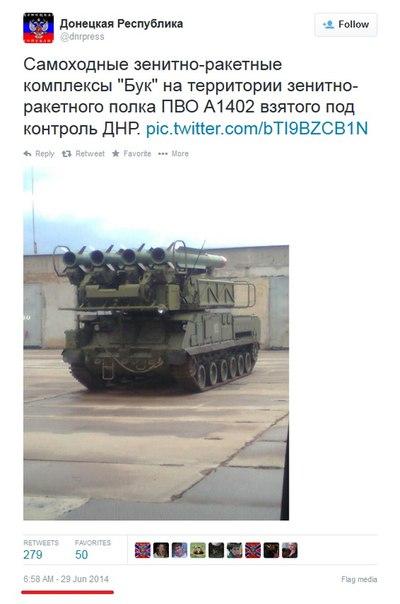 Донецкая Республика
@dnrpress
Follow
Самоходные зенитно-ракетные
комплексы "Бук" на территории зенитно-
ракетного полка ПВО А1402 взятого под
контроль ДНР. pic.twitter.com/bTI9BZCB1N
Reply Retweet Favorite More
RETWEETS FAVORITES
279 50
6:58 AM - 29 Jun 2014 Flag media